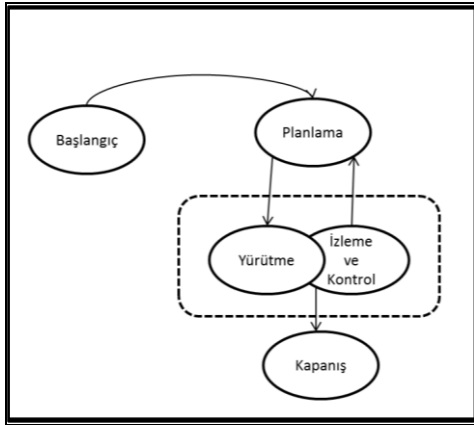 Başlangıç
Planlama
Yürütme
İzleme
ve
Kontrol
Kapanış